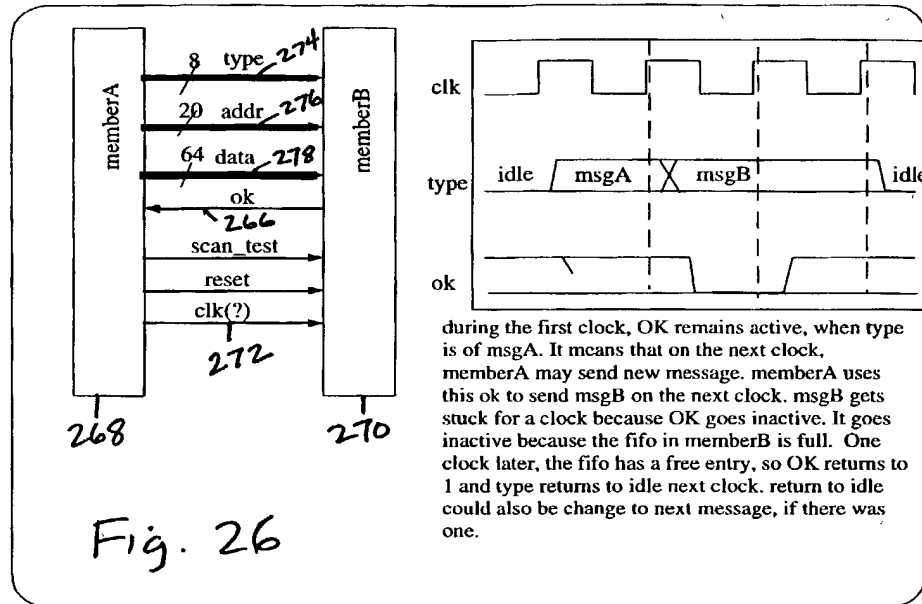 memberA
memberB
8 type 274
20 addr 276
64 data 278
ok
266
scan_test
reset
clk(?)
272
268
270
Fig. 26
clk
type idle msgA msgB idle
ok
during the first clock, OK remains active, when type
is of msgA. It means that on the next clock,
memberA may send new message. memberA uses
this ok to send msgB on the next clock. msgB gets
stuck for a clock because OK goes inactive. It goes
inactive because the fifo in memberB is full. One
clock later, the fifo has a free entry, so OK returns to
1 and type returns to idle next clock. return to idle
could also be change to next message, if there was
one.